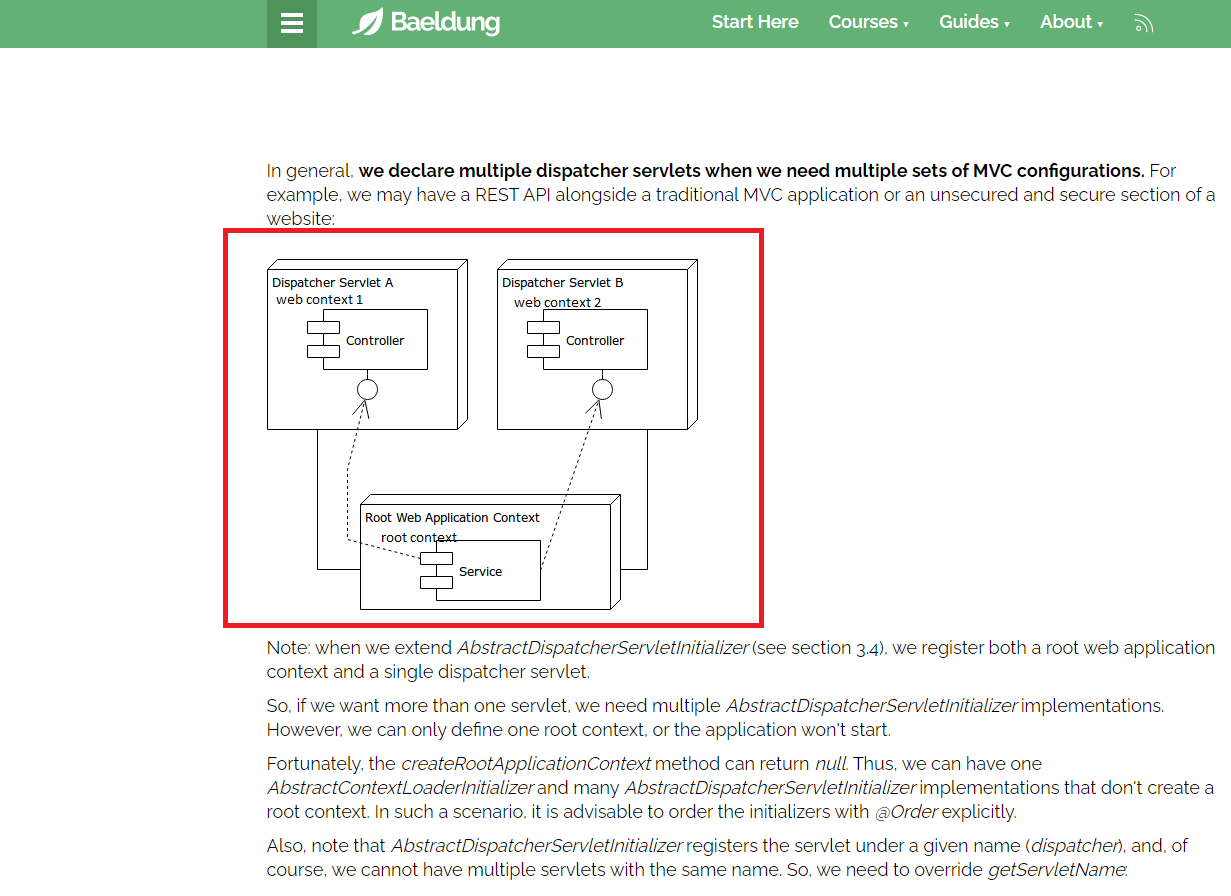 Baeldung
Start Here
Courses
Guides
About
In general, we declare multiple dispatcher servlets when we need multiple sets of MVC configurations. For
example, we may have a REST API alongside a traditional MVC application or an unsecured and secure section of a
website:
Dispatcher Servlet A
web context 1
Controller
Dispatcher Servlet B
web context 2
Controller
Root Web Application Context
root context
Service
Note: when we extend AbstractDispatcherServletInitializer (see section 3.4), we register both a root web application
context and a single dispatcher servlet.
So, if we want more than one servlet, we need multiple AbstractDispatcherServletInitializer implementations.
However, we can only define one root context, or the application won't start.
Fortunately, the createRootApplicationContext method can return null. Thus, we can have one
AbstractContextLoaderInitializer and many AbstractDispatcherServletInitializer implementations that don't create a
root context. In such a scenario, it is advisable to order the initializers with @Order explicitly.
Also, note that AbstractDispatcherServletInitializer registers the servlet under a given name (dispatcher), and, of
course, we cannot have multiple servlets with the same name. So, we need to override getServletName: